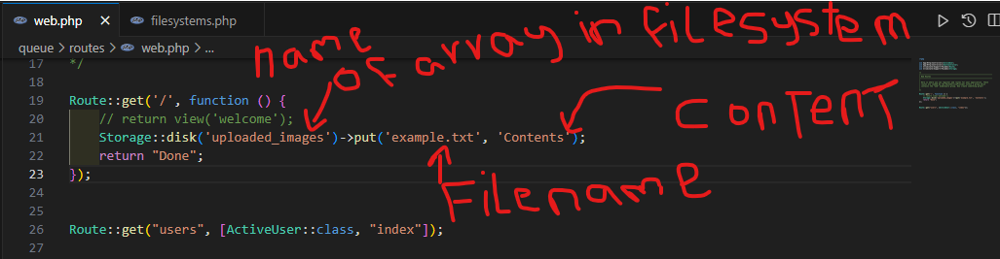 web.php
filesystems.php
queue > routes > web.php > ...
name of array in filesystem
17 */
18
19 Route::get('/', function () {
20 // return view('welcome');
21 Storage::disk('uploaded_images')->put('example.txt', 'Contents');
22 return "Done";
23 });
24
25
26 Route::get("users", [ActiveUser::class, "index"]);
27
CONTENT
Filename